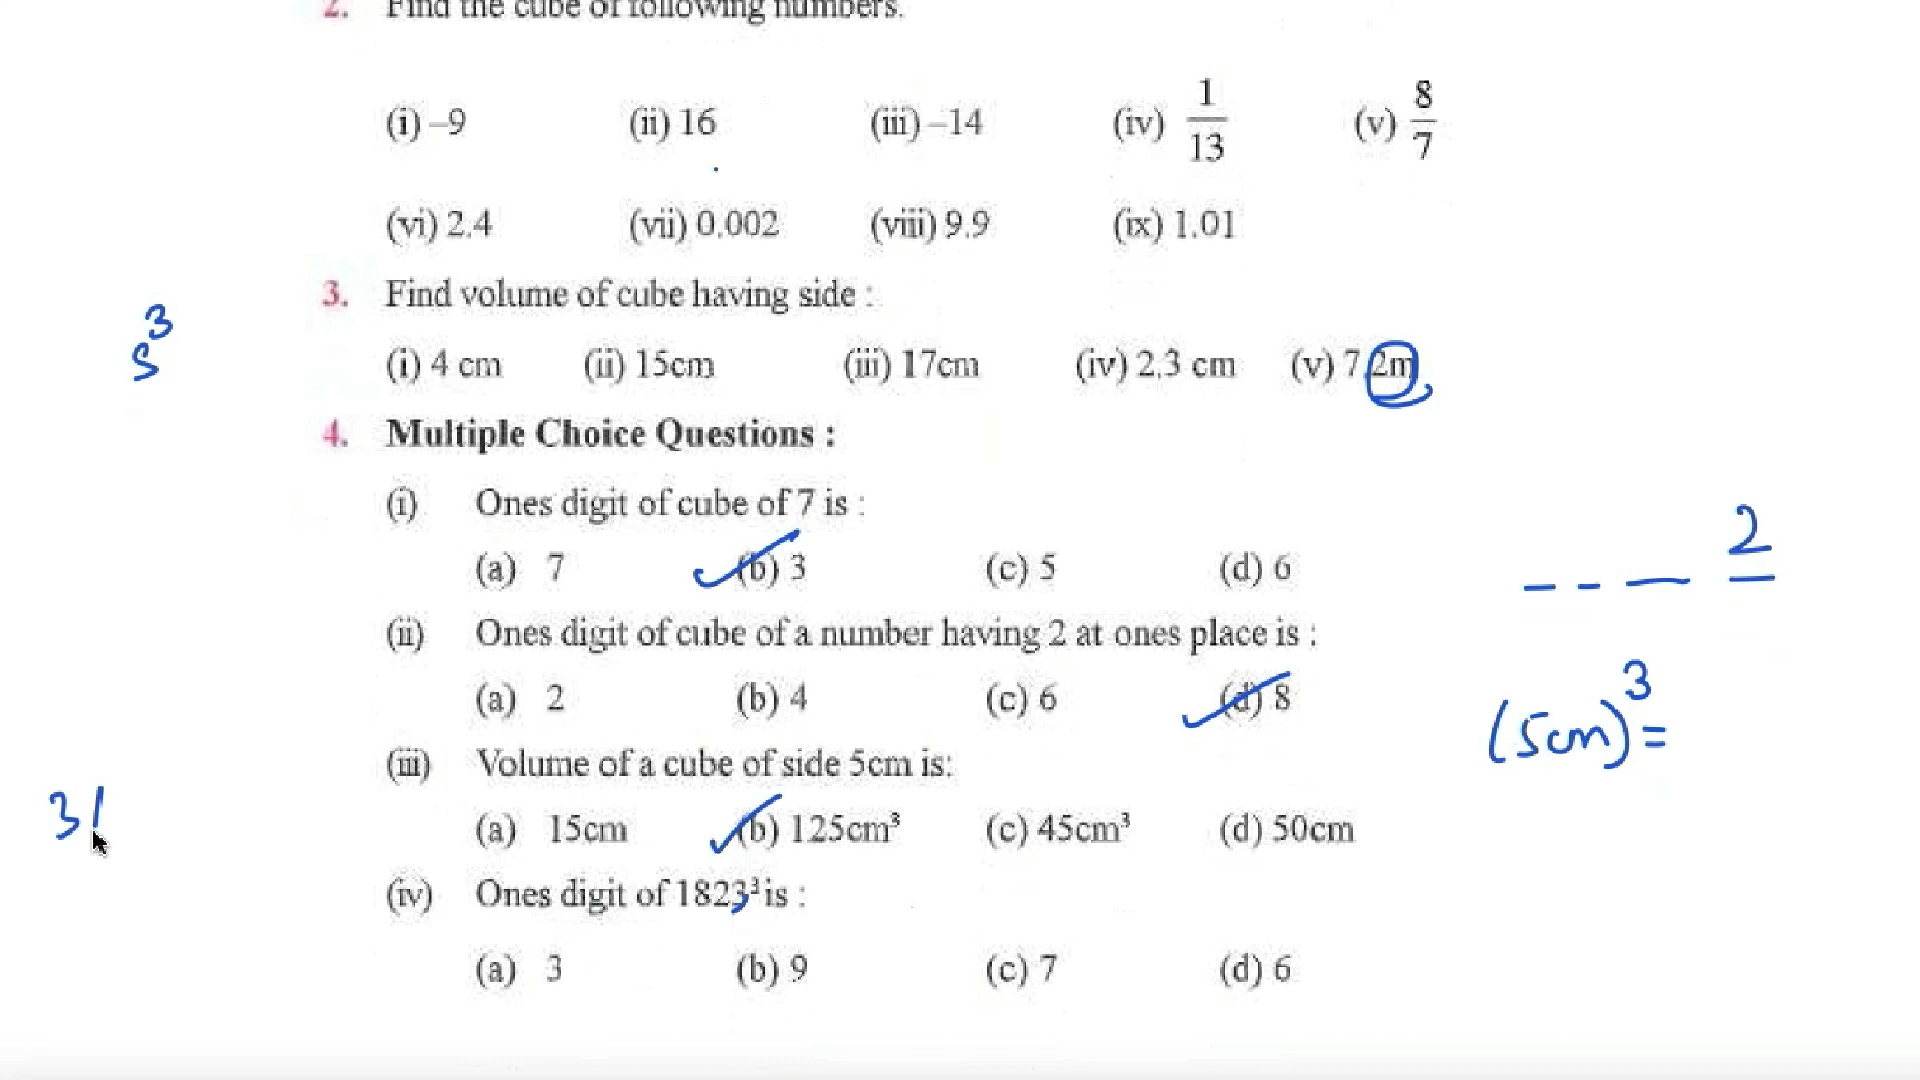 2. Find the cube of following numbers.
(i) –9 (ii) 16 (iii) –14 (iv) 1/13 (v) 8/7
(vi) 2.4 (vii) 0.002 (viii) 9.9 (ix) 1.01
3. Find volume of cube having side :
s³
(i) 4 cm (ii) 15cm (iii) 17cm (iv) 2.3 cm (v) 7.2m
4. Multiple Choice Questions :
(i) Ones digit of cube of 7 is :
2
(a) 7 (b) 3 (c) 5 (d) 6
(ii) Ones digit of cube of a number having 2 at ones place is :
(a) 2 (b) 4 (c) 6 (d) 8
(5cm)³ =
(iii) Volume of a cube of side 5cm is:
31
(a) 15cm (b) 125cm³ (c) 45cm³ (d) 50cm
(iv) Ones digit of 1823³ is :
(a) 3 (b) 9 (c) 7 (d) 6